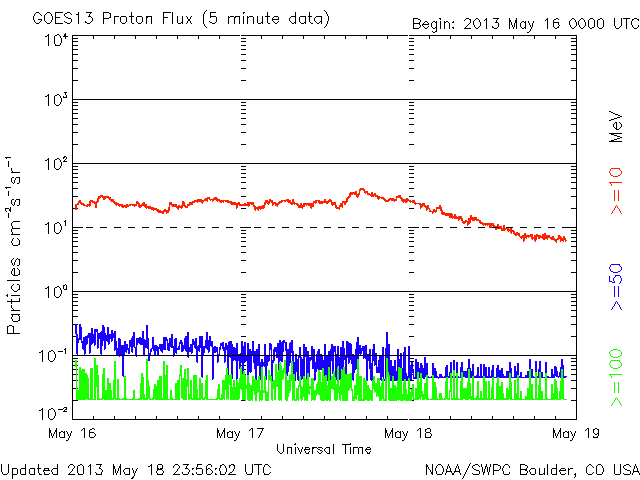 GOES13 Proton Flux (5 minute data)
Begin: 2013 May 16 0000 UTC
10⁴
10³
10²
10¹
10⁰
10⁻¹
10⁻²
Particles cm⁻²s⁻¹sr⁻¹
MeV
>=10
>=50
>=100
May 16
May 17
May 18
May 19
Universal Time
Updated 2013 May 18 23:56:02 UTC
NOAA/SWPC Boulder, CO USA